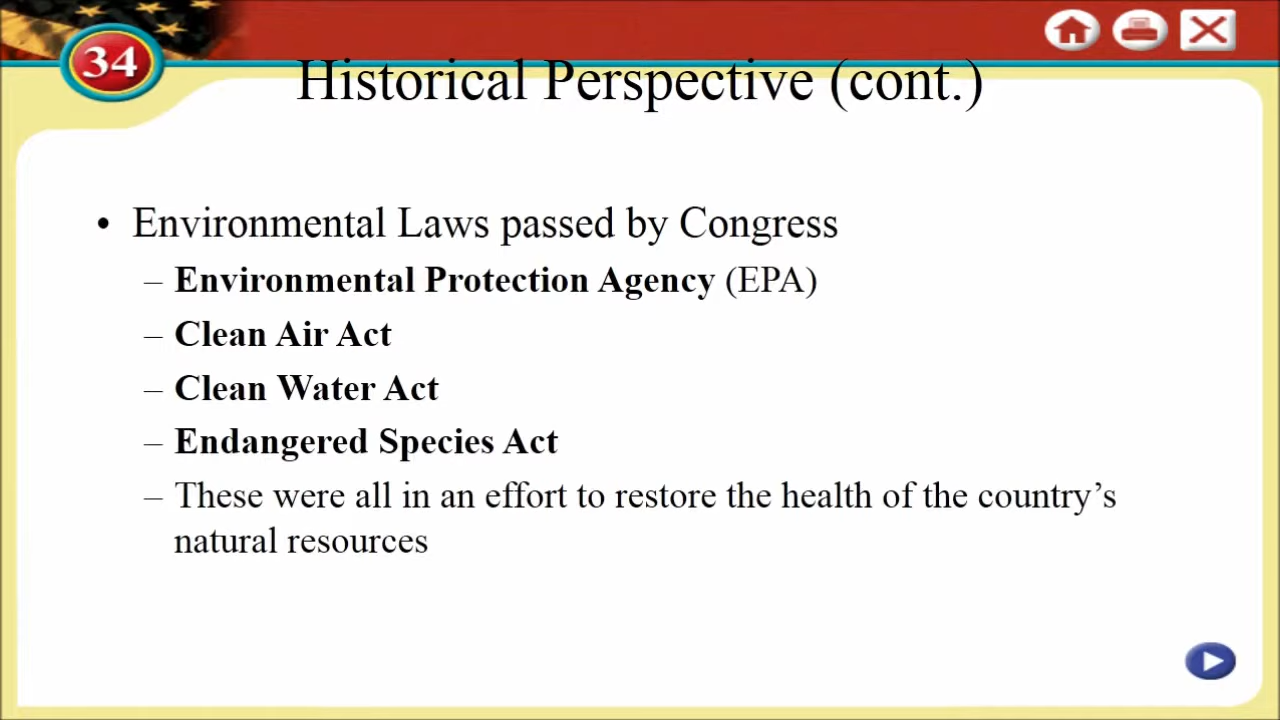 34
Historical Perspective (cont.)
• Environmental Laws passed by Congress
– Environmental Protection Agency (EPA)
– Clean Air Act
– Clean Water Act
– Endangered Species Act
– These were all in an effort to restore the health of the country’s
natural resources